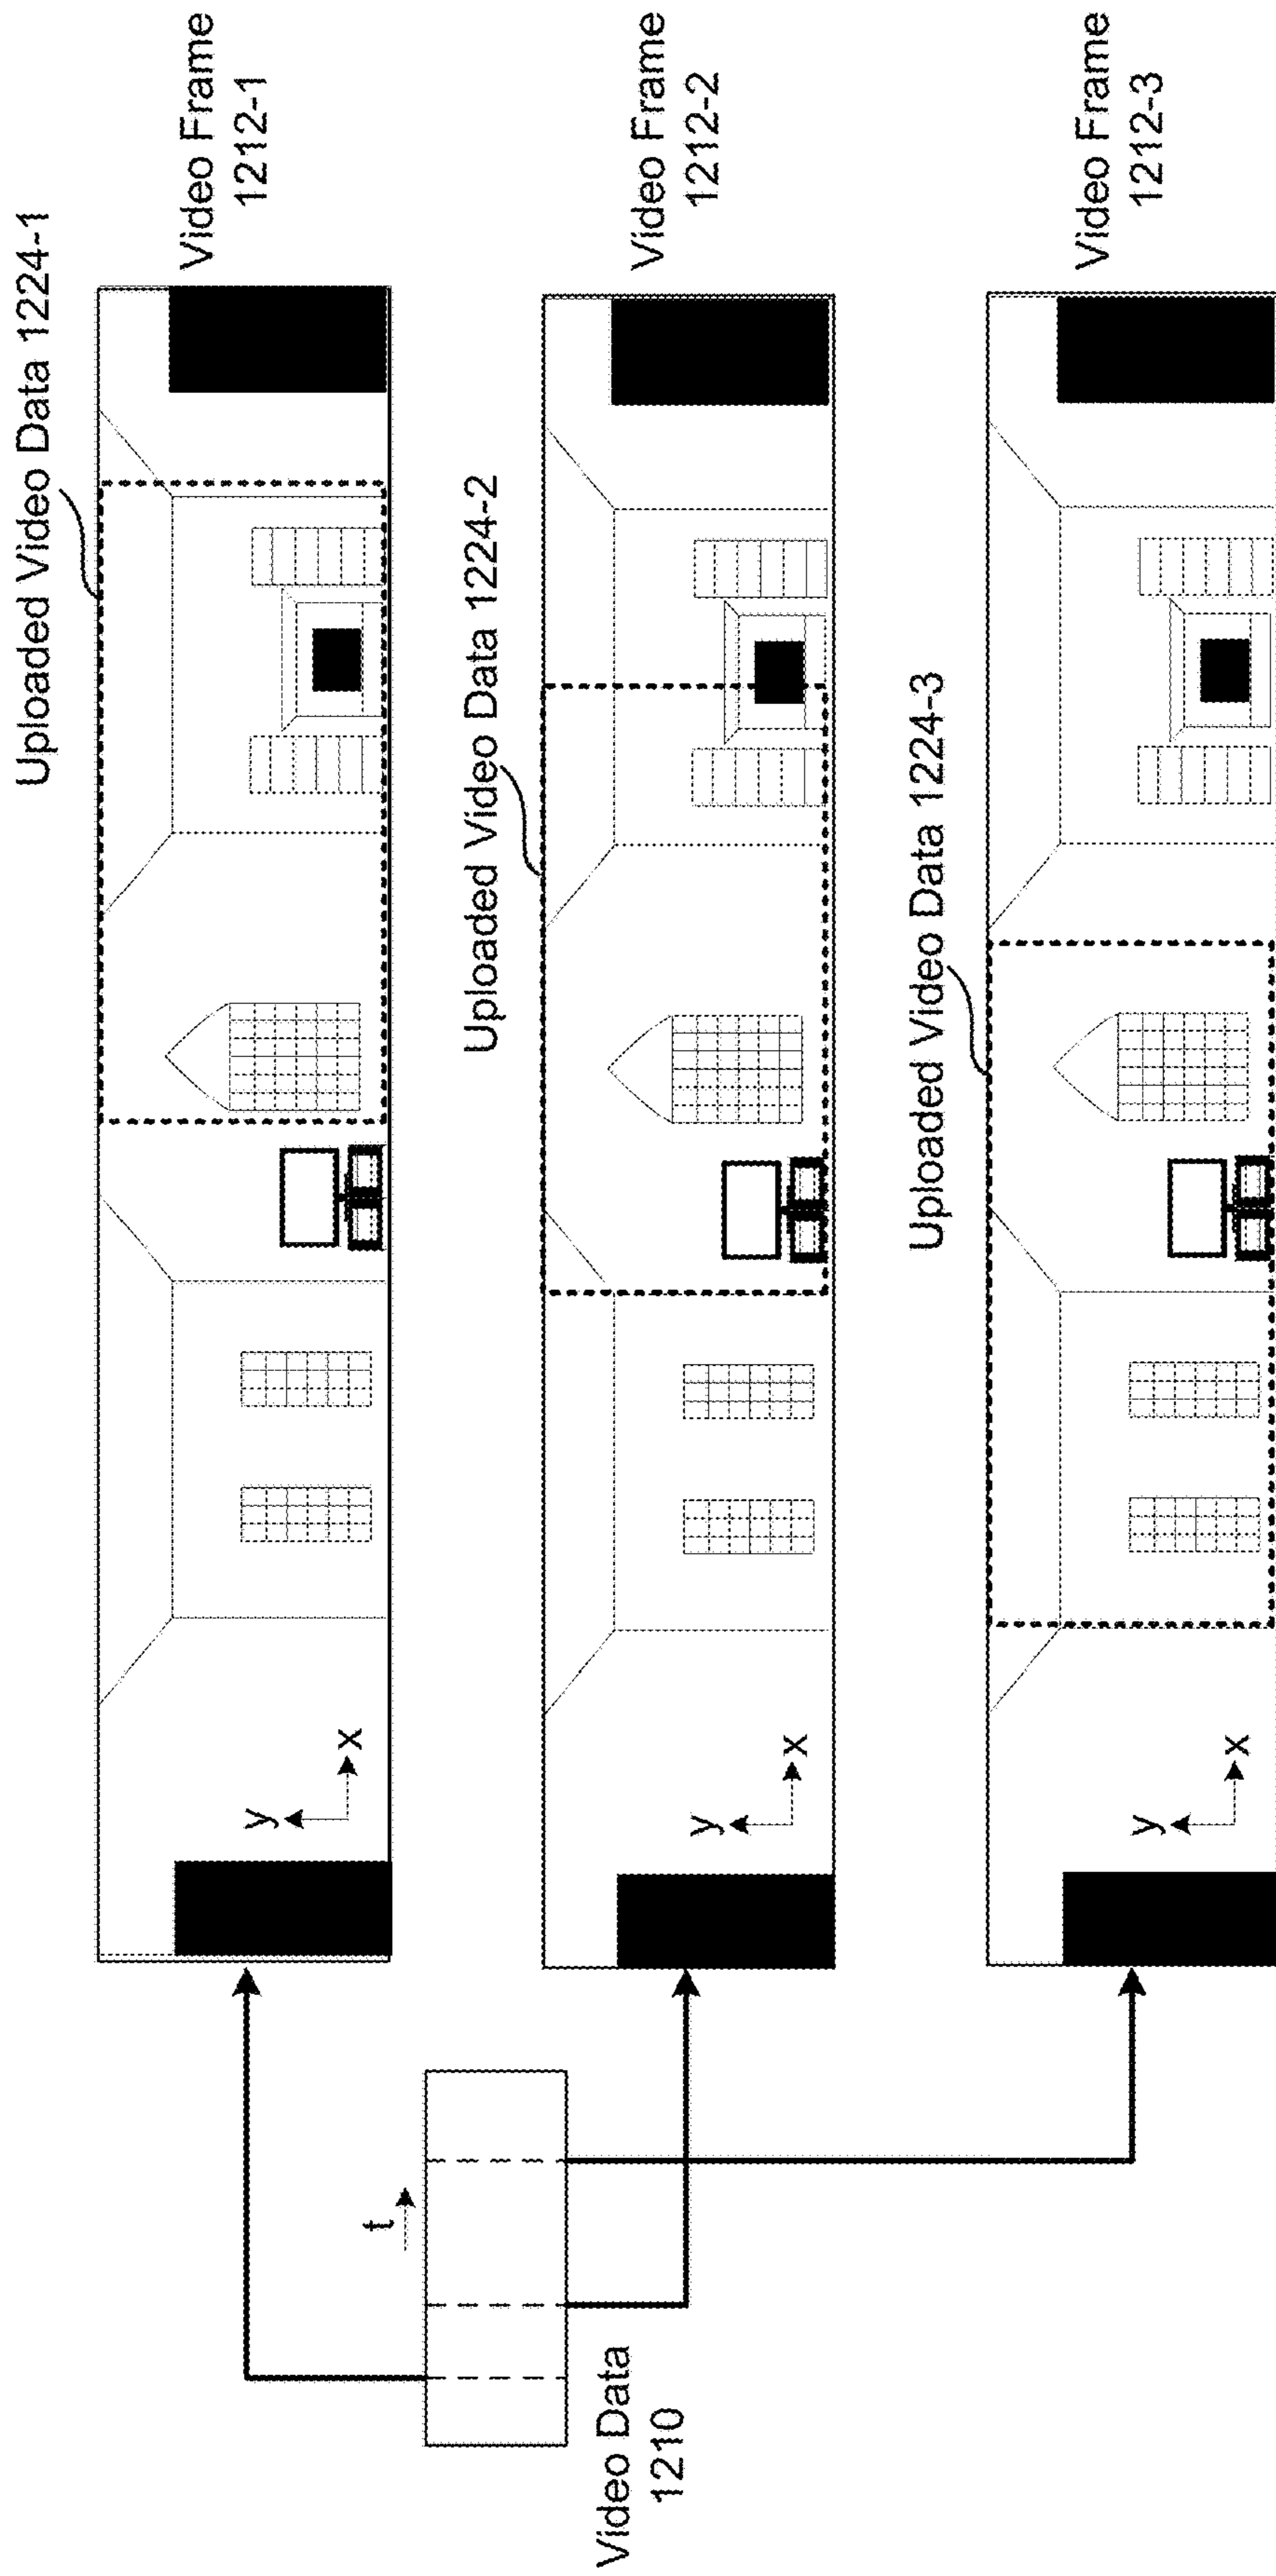 Uploaded Video Data 1224-1
Video Frame
1212-1
y
x
Uploaded Video Data 1224-2
t
Video Frame
1212-2
y
x
Video Data
1210
Uploaded Video Data 1224-3
Video Frame
1212-3
y
x